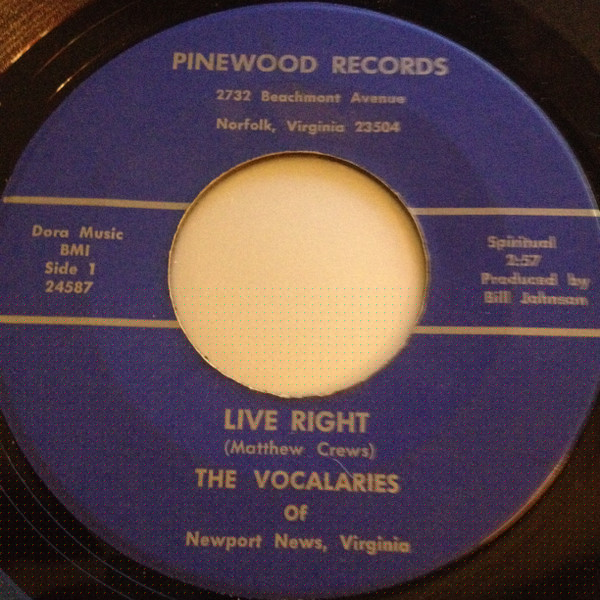 PINEWOOD RECORDS
2732 Beachmont Avenue
Norfolk, Virginia 23504
Dora Music
BMI
Side 1
24587
Spiritual
2:57
Produced by
Bill Johnson
LIVE RIGHT
(Matthew Crews)
THE VOCALARIES
Of
Newport News, Virginia